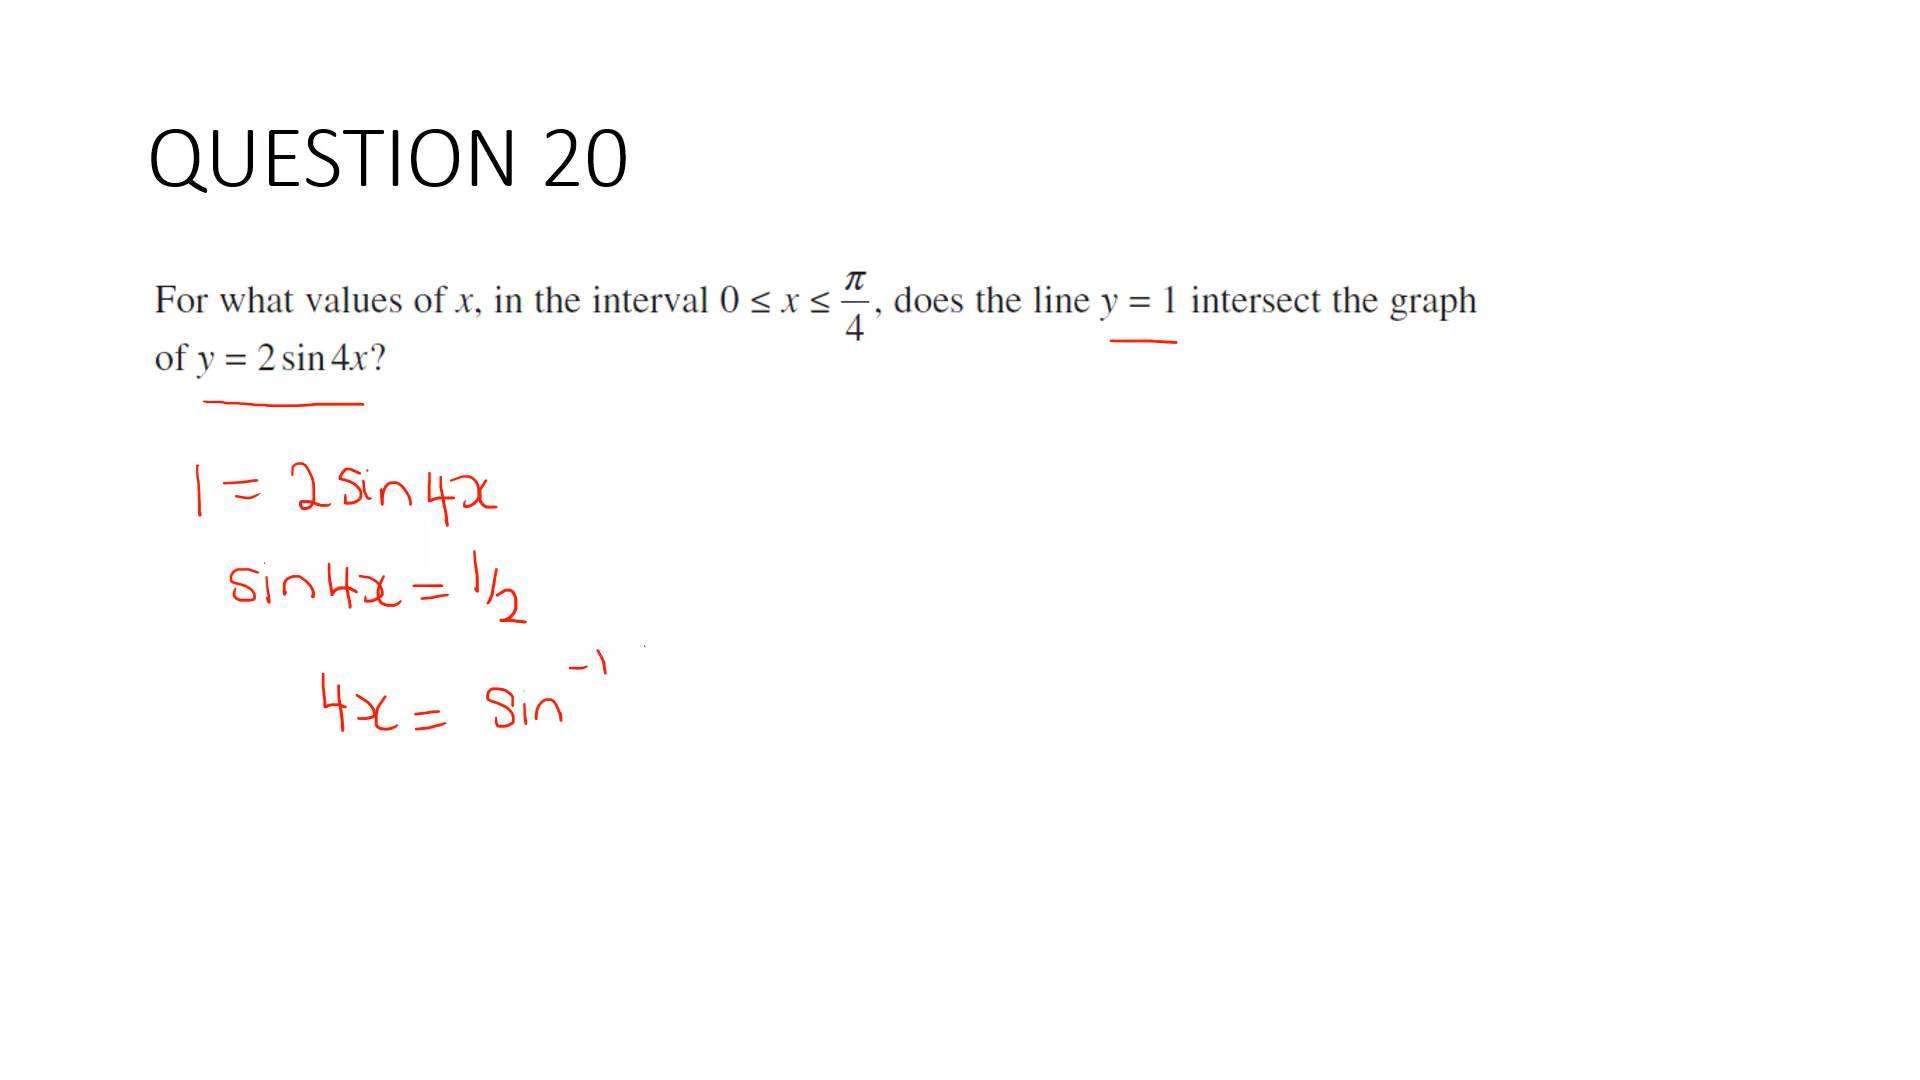 QUESTION 20
For what values of x, in the interval 0 ≤ x ≤ π/4, does the line y = 1 intersect the graph
of y = 2 sin 4x?
1 = 2 sin 4x
sin 4x = 1/2
4x = sin⁻¹